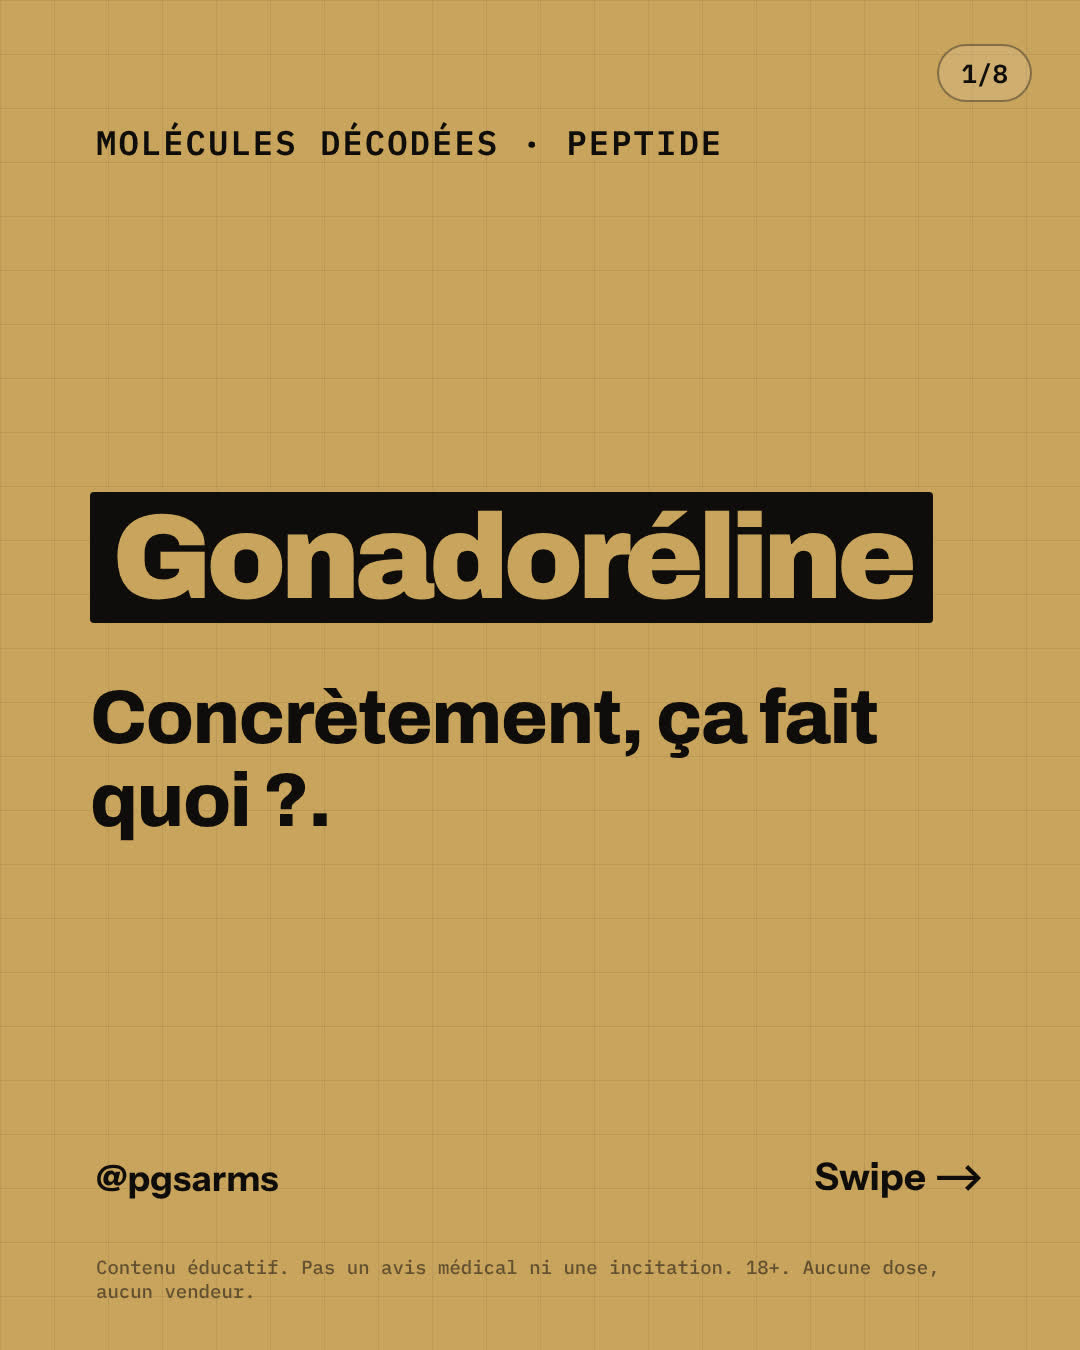 1/8
MOLÉCULES DÉCODÉES · PEPTIDE
Gonadoréline
Concrètement, ça fait
quoi ?.
@pgsarms
Swipe →
Contenu éducatif. Pas un avis médical ni une incitation. 18+. Aucune dose,
aucun vendeur.